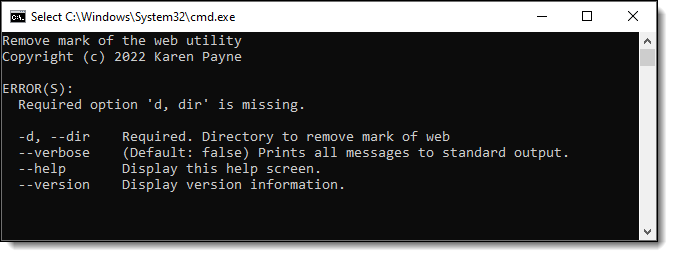 Select C:\Windows\System32\cmd.exe
Remove mark of the web utility
Copyright (c) 2022 Karen Payne

ERROR(S):
  Required option 'd, dir' is missing.

  -d, --dir    Required. Directory to remove mark of web
  --verbose    (Default: false) Prints all messages to standard output.
  --help       Display this help screen.
  --version    Display version information.